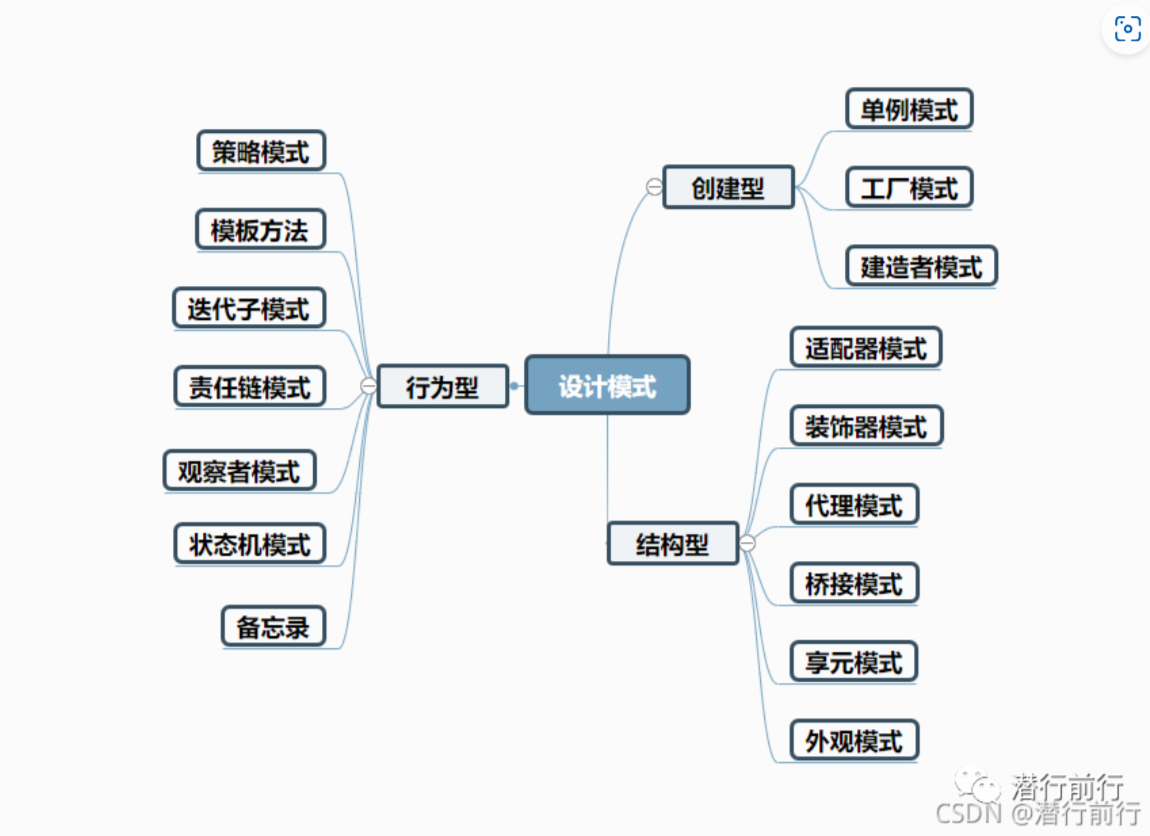 设计模式
创建型
单例模式
工厂模式
建造者模式
结构型
适配器模式
装饰器模式
代理模式
桥接模式
享元模式
外观模式
行为型
策略模式
模板方法
迭代子模式
责任链模式
观察者模式
状态机模式
备忘录
潜行前行
CSDN @潜行前行